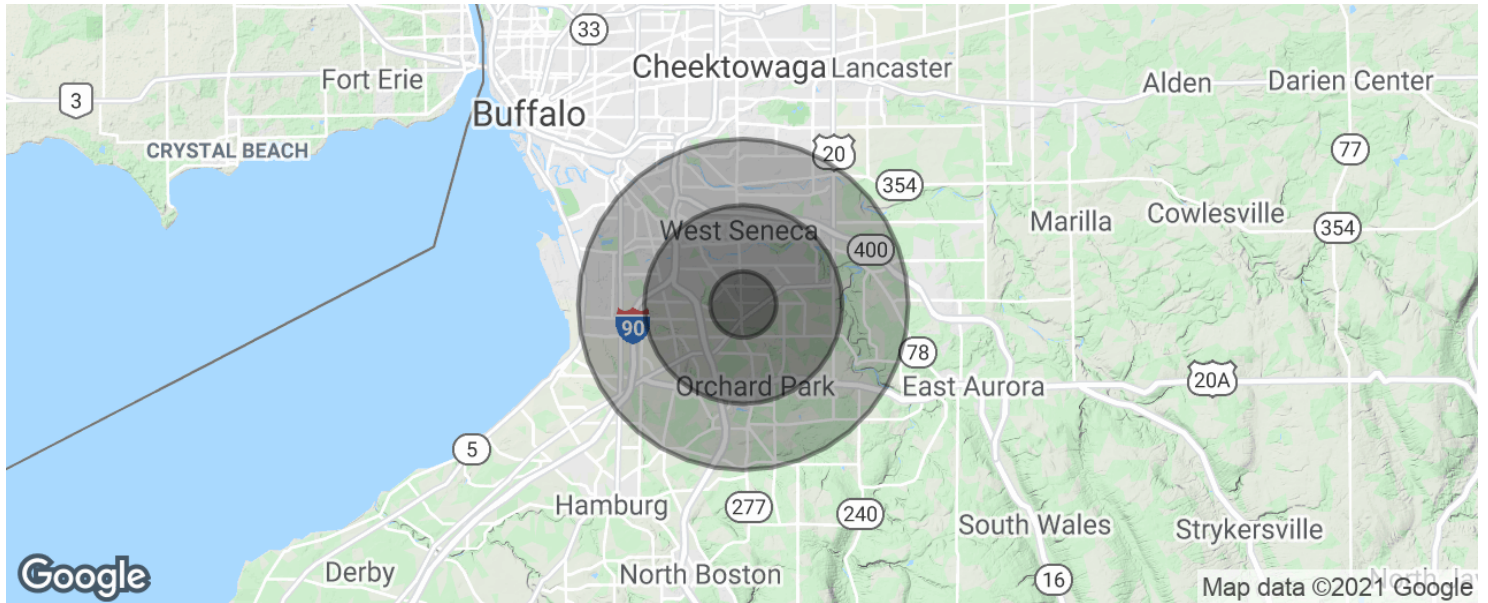 33
Cheektowaga
Lancaster
Fort Erie
Alden
Darien Center
3
Buffalo
CRYSTAL BEACH
20
77
354
West Seneca
Marilla
Cowlesville
354
400
90
78
Orchard Park
East Aurora
20A
5
Hamburg
277
240
South Wales
Strykersville
Derby
North Boston
16
Google
Map data ©2021 Google